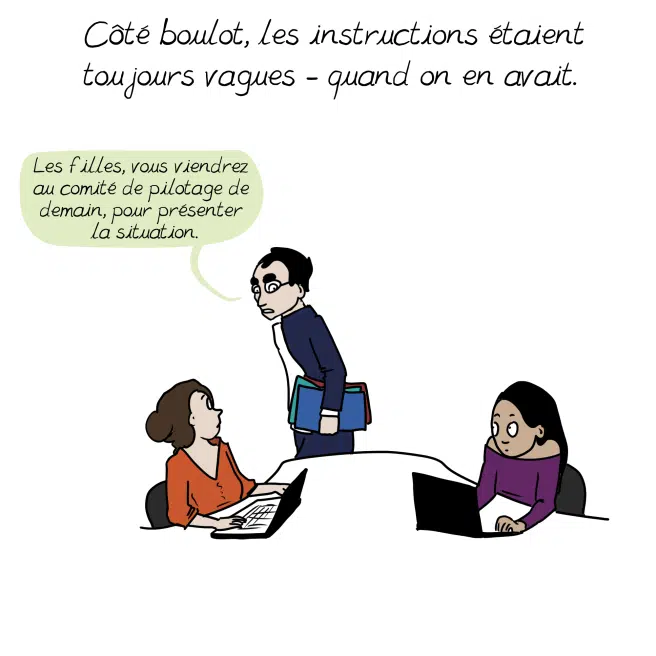 Côté boulot, les instructions étaient
toujours vagues - quand on en avait.
Les filles, vous viendrez
au comité de pilotage de
demain, pour présenter
la situation.